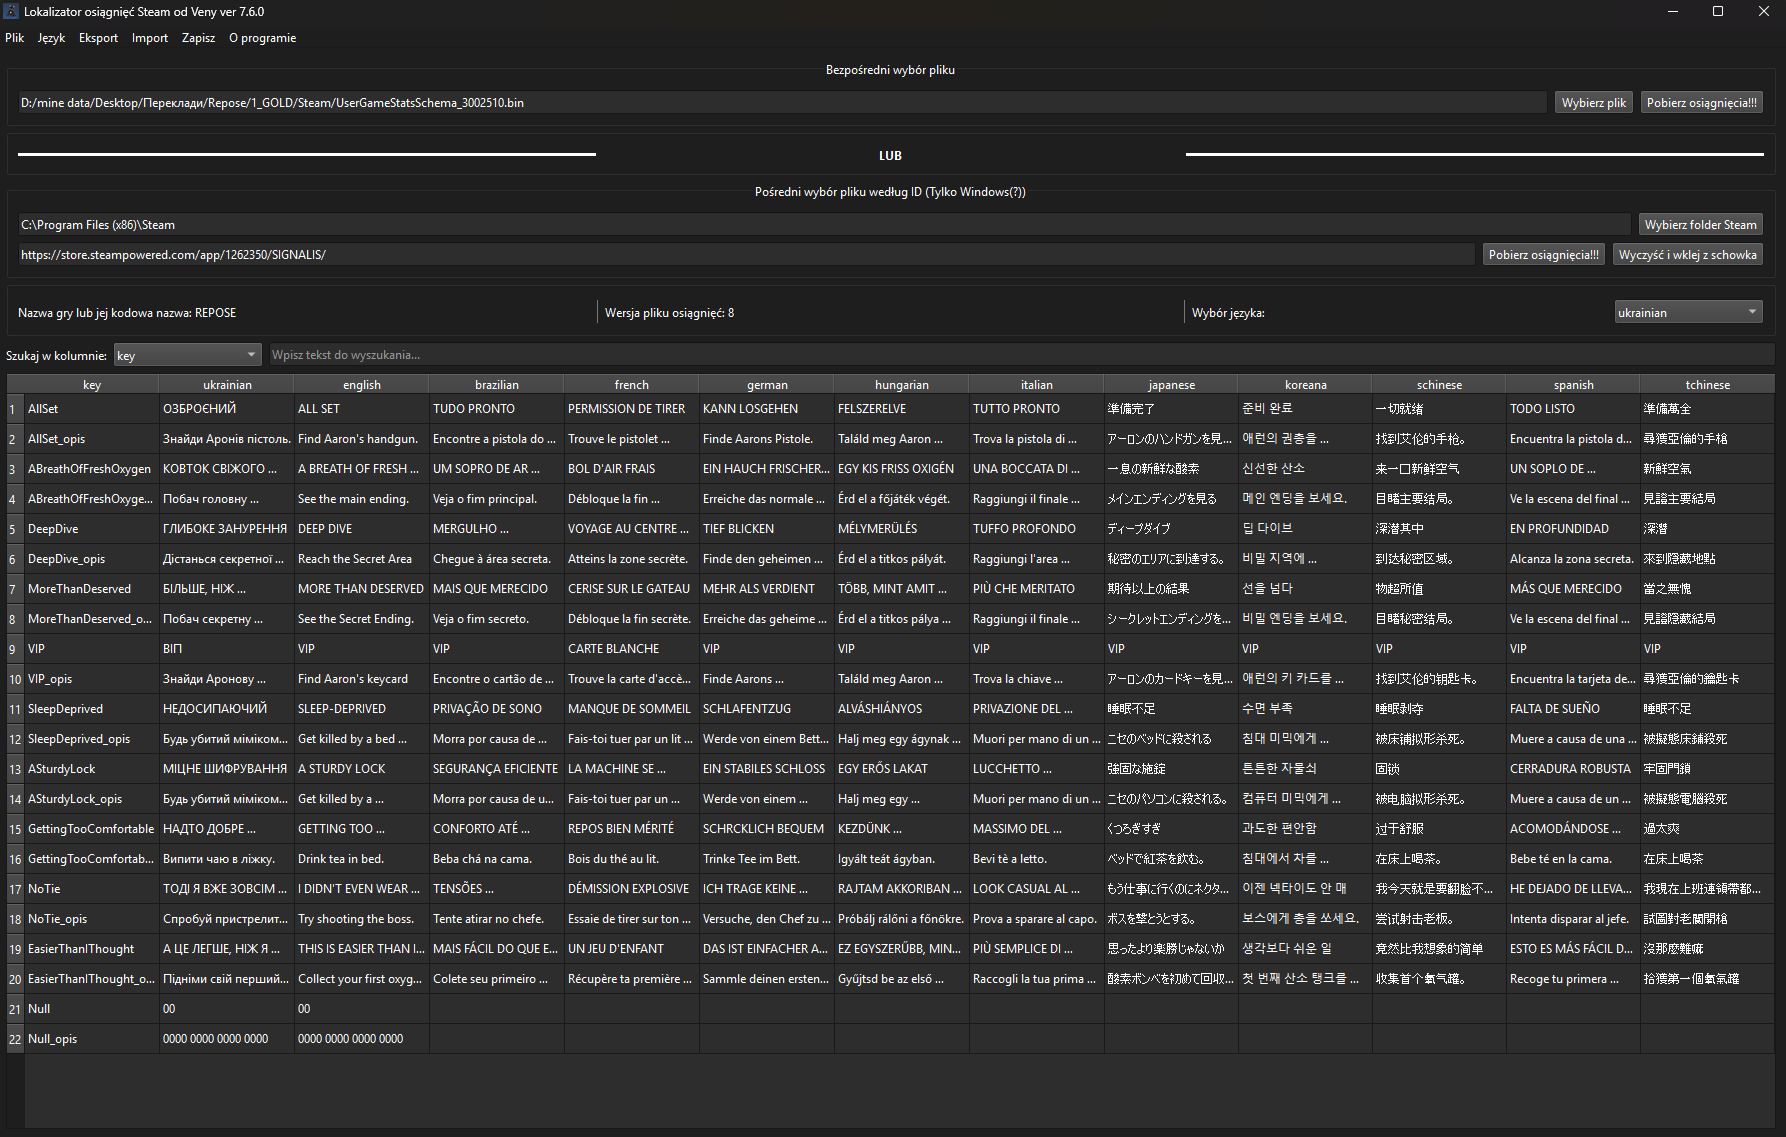 Lokalizator osiągnięć Steam od Veny ver 7.6.0
Plik Język Eksport Import Zapisz O programie
Bezpośredni wybór pliku
D:/mine data/Desktop/Переклади/Repose/1_GOLD/Steam/UserGameStatsSchema_3002510.bin Wybierz plik Pobierz osiągnięcia!!!
LUB
Pośredni wybór pliku według ID (Tylko Windows(?))
C:\Program Files (x86)\Steam Wybierz folder Steam
https://store.steampowered.com/app/1262350/SIGNALIS/ Pobierz osiągnięcia!!! Wyczyść i wklej z schowka
Nazwa gry lub jej kodowa nazwa: REPOSE Wersja pliku osiągnięć: 8 Wybór języka: ukrainian
Szukaj w kolumnie: key Wpisz tekst do wyszukania...
key ukrainian english brazilian french german hungarian italian japanese koreana schinese spanish tchinese
1 AllSet ОЗБРОЄНИЙ ALL SET TUDO PRONTO PERMISSION DE TIRER KANN LOSGEHEN FELSZERELVE TUTTO PRONTO 準備完了 준비 완료 一切就绪 TODO LISTO 準備萬全
2 AllSet_opis Знайди Аронів пістоль. Find Aaron's handgun. Encontre a pistola do ... Trouve le pistolet ... Finde Aarons Pistole. Találd meg Aaron ... Trova la pistola di ... アーロンのハンドガンを見... 애런의 권총을 ... 找到艾伦的手枪。 Encuentra la pistola d... 尋獲亞倫的手槍
3 ABreathOfFreshOxygen КОВТОК СВІЖОГО ... A BREATH OF FRESH ... UM SOPRO DE AR ... BOL D'AIR FRAIS EIN HAUCH FRISCHER... EGY KIS FRISS OXIGÉN UNA BOCCATA DI ... 一息の新鮮な酸素 신선한 산소 来一口新鲜空气 UN SOPLO DE ... 新鮮空氣
4 ABreathOfFreshOxyge... Побач головну ... See the main ending. Veja o fim principal. Débloque la fin ... Erreiche das normale ... Érd el a főjáték végét. Raggiungi il finale ... メインエンディングを見る 메인 엔딩을 보세요. 目睹主要结局。 Ve la escena del final ... 見證主要結局
5 DeepDive ГЛИБОКЕ ЗАНУРЕННЯ DEEP DIVE MERGULHO ... VOYAGE AU CENTRE ... TIEF BLICKEN MÉLYMERÜLÉS TUFFO PROFONDO ディープダイブ 딥 다이브 深潜其中 EN PROFUNDIDAD 深潛
6 DeepDive_opis Дістанься секретної ... Reach the Secret Area Chegue à área secreta. Atteins la zone secrète. Finde den geheimen ... Érd el a titkos pályát. Raggiungi l'area ... 秘密のエリアに到達する。 비밀 지역에 ... 到达秘密区域。 Alcanza la zona secreta. 來到隱藏地點
7 MoreThanDeserved БІЛЬШЕ, НІЖ ... MORE THAN DESERVED MAIS QUE MERECIDO CERISE SUR LE GATEAU MEHR ALS VERDIENT TÖBB, MINT AMIT ... PIÙ CHE MERITATO 期待以上の結果 선을 넘다 物超所值 MÁS QUE MERECIDO 當之無愧
8 MoreThanDeserved_o... Побач секретну ... See the Secret Ending. Veja o fim secreto. Débloque la fin secrète. Erreiche das geheime ... Érd el a titkos pálya ... Raggiungi il finale ... シークレットエンディングを... 비밀 엔딩을 보세요. 目睹秘密结局。 Ve la escena del final ... 見證隱藏結局
9 VIP ВІП VIP VIP CARTE BLANCHE VIP VIP VIP VIP VIP VIP VIP VIP
10 VIP_opis Знайди Аронову ... Find Aaron's keycard Encontre o cartão de ... Trouve la carte d'accè... Finde Aarons ... Találd meg Aaron ... Trova la chiave ... アーロンのカードキーを見... 애런의 키 카드를 ... 找到艾伦的钥匙卡。 Encuentra la tarjeta de... 尋獲亞倫的鑰匙卡
11 SleepDeprived НЕДОСИПАЮЧИЙ SLEEP-DEPRIVED PRIVAÇÃO DE SONO MANQUE DE SOMMEIL SCHLAFENTZUG ALVÁSHIÁNYOS PRIVAZIONE DEL ... 睡眠不足 수면 부족 睡眠剥夺 FALTA DE SUEÑO 睡眠不足
12 SleepDeprived_opis Будь убитий міміком... Get killed by a bed ... Morra por causa de ... Fais-toi tuer par un lit ... Werde von einem Bett... Halj meg egy ágynak ... Muori per mano di un ... ニセのベッドに殺される 침대 미믹에게 ... 被床铺拟形杀死。 Muere a causa de una ... 被擬態床鋪殺死
13 ASturdyLock МІЦНЕ ШИФРУВАННЯ A STURDY LOCK SEGURANÇA EFICIENTE LA MACHINE SE ... EIN STABILES SCHLOSS EGY ERŐS LAKAT LUCCHETTO ... 強固な施錠 튼튼한 자물쇠 固锁 CERRADURA ROBUSTA 牢固門鎖
14 ASturdyLock_opis Будь убитий міміком... Get killed by a ... Morra por causa de u... Fais-toi tuer par un ... Werde von einem ... Halj meg egy ... Muori per mano di un ... ニセのパソコンに殺される。 컴퓨터 미믹에게 ... 被电脑拟形杀死。 Muere a causa de un ... 被擬態電腦殺死
15 GettingTooComfortable НАДТО ДОБРЕ ... GETTING TOO ... CONFORTO ATÉ ... REPOS BIEN MÉRITÉ SCHRCKLICH BEQUEM KEZDÜNK ... MASSIMO DEL ... くつろぎすぎ 과도한 편안함 过于舒服 ACOMODÁNDOSE ... 過太爽
16 GettingTooComfortab... Випити чаю в ліжку. Drink tea in bed. Beba chá na cama. Bois du thé au lit. Trinke Tee im Bett. Igyált teát ágyban. Bevi tè a letto. ベッドで紅茶を飲む。 침대에서 차를 ... 在床上喝茶。 Bebe té en la cama. 在床上喝茶
17 NoTie ТОДІ Я ВЖЕ ЗОВСІМ ... I DIDN'T EVEN WEAR ... TENSÕES ... DÉMISSION EXPLOSIVE ICH TRAGE KEINE ... RAJTAM AKKORIBAN ... LOOK CASUAL AL ... もう仕事に行くのにネクタ... 이젠 넥타이도 안 매 我今天就是要翻脸不... HE DEJADO DE LLEVA... 我現在上班連領帶都...
18 NoTie_opis Спробуй пристрелит... Try shooting the boss. Tente atirar no chefe. Essaie de tirer sur ton ... Versuche, den Chef zu ... Próbálj rálőni a főnökre. Prova a sparare al capo. ボスを撃とうとする。 보스에게 총을 쏘세요. 尝试射击老板。 Intenta disparar al jefe. 試圖對老闆開槍
19 EasierThanIThought А ЦЕ ЛЕГШЕ, НІЖ Я ... THIS IS EASIER THAN I... MAIS FÁCIL DO QUE E... UN JEU D'ENFANT DAS IST EINFACHER A... EZ EGYSZERŰBB, MIN... PIÙ SEMPLICE DI ... 思ったより楽勝じゃないか 생각보다 쉬운 일 竟然比我想象的简单 ESTO ES MÁS FÁCIL D... 沒那麼難嘛
20 EasierThanIThought_o... Підніми свій перший... Collect your first oxyg... Colete seu primeiro ... Récupère ta première ... Sammle deinen ersten... Gyűjtsd be az első ... Raccogli la tua prima ... 酸素ボンベを初めて回収... 첫 번째 산소 탱크를 ... 收集首个氧气罐。 Recoge tu primera ... 拾獲第一個氧氣罐
21 Null 00 00
22 Null_opis 0000 0000 0000 0000 0000 0000 0000 0000